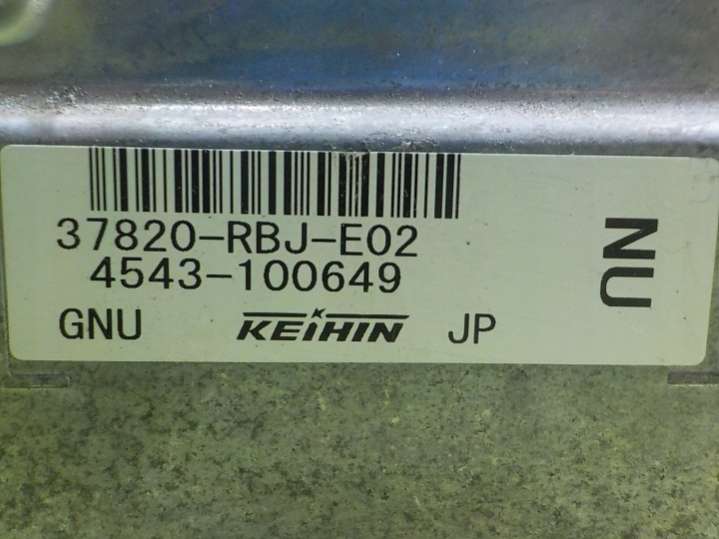 37820-RBJ-E02
4543-100649
GNU KEIHIN JP
NU